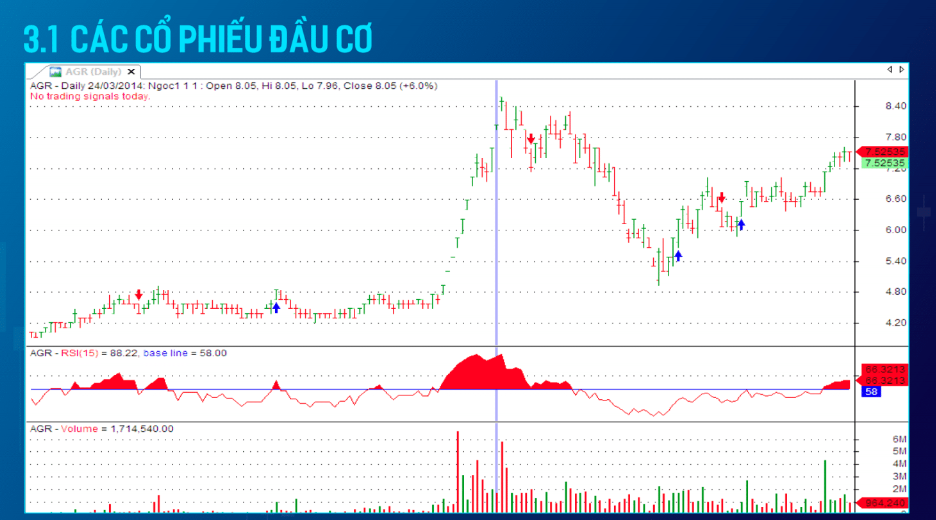 3.1 CÁC CỔ PHIẾU ĐẦU CƠ
AGR (Daily)
AGR - Daily 24/03/2014: Ngoc1 1 1 : Open 8.05, Hi 8.05, Lo 7.96, Close 8.05 (+6.0%)
No trading signals today.
8.40
7.80
7.52535
7.52535
7.20
6.60
6.00
5.40
4.80
4.20
AGR - RSI(15) = 88.22, base line = 58.00
66.3213
66.3213
58
AGR - Volume = 1,714,540.00
6M
5M
4M
3M
2M
864,240